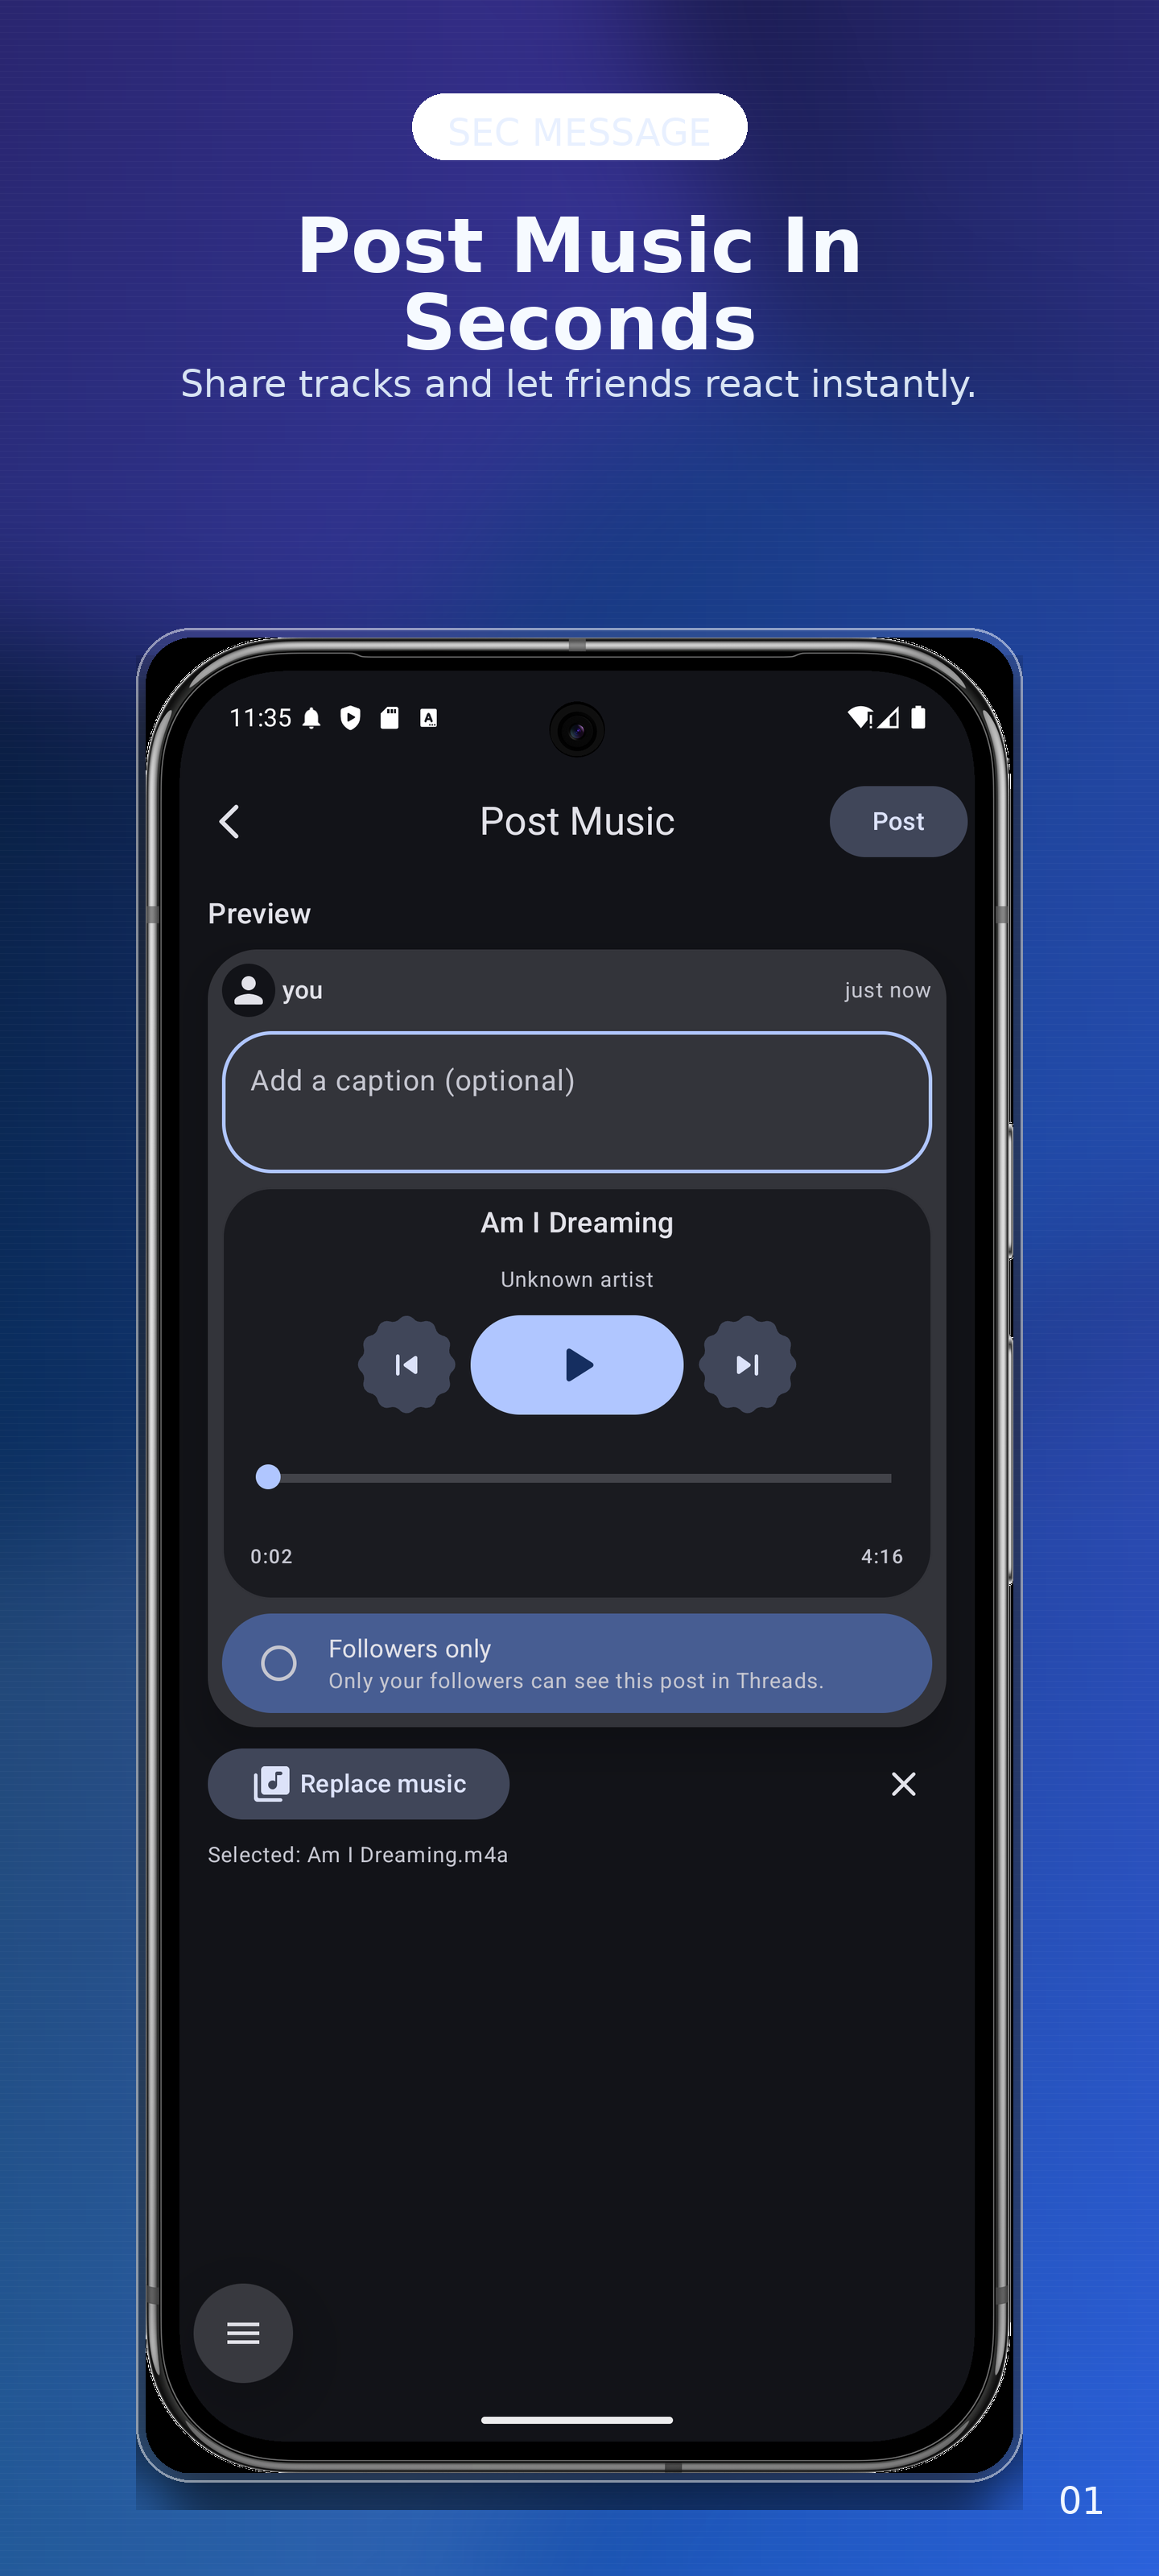 SEC MESSAGE
Post Music In
Seconds
Share tracks and let friends react instantly.
11:35
Post Music
Post
Preview
you
just now
Add a caption (optional)
Am I Dreaming
Unknown artist
0:02
4:16
Followers only
Only your followers can see this post in Threads.
Replace music
Selected: Am I Dreaming.m4a
01